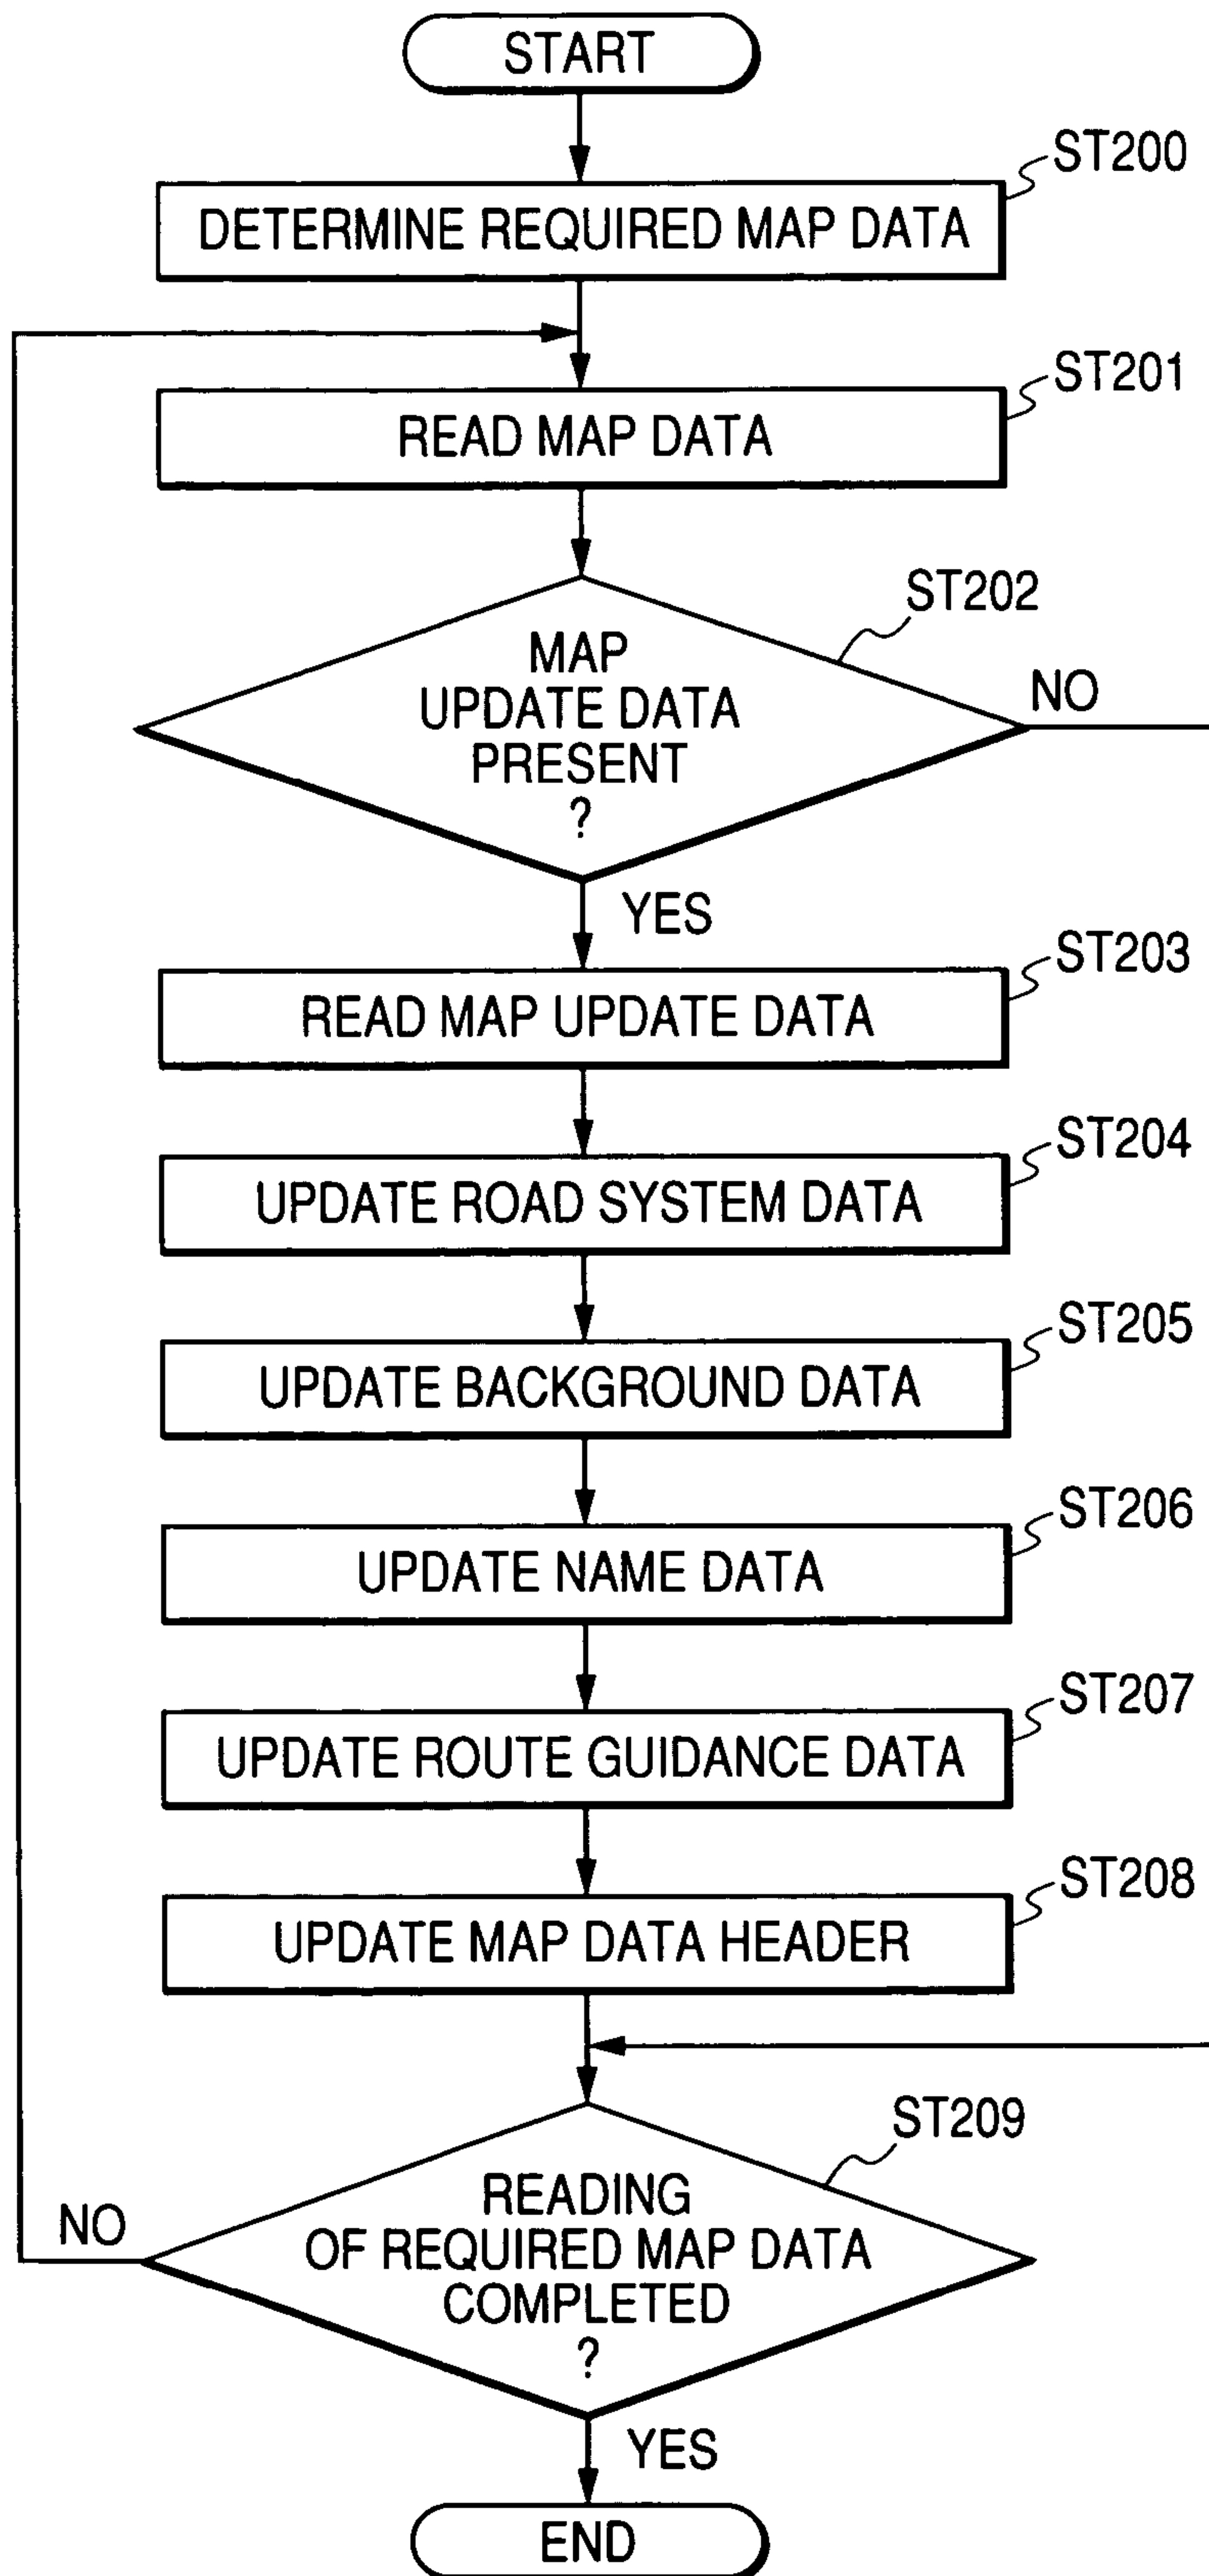 START
ST200
DETERMINE REQUIRED MAP DATA
ST201
READ MAP DATA
ST202
MAP
UPDATE DATA
PRESENT
?
NO
YES
ST203
READ MAP UPDATE DATA
ST204
UPDATE ROAD SYSTEM DATA
ST205
UPDATE BACKGROUND DATA
ST206
UPDATE NAME DATA
ST207
UPDATE ROUTE GUIDANCE DATA
ST208
UPDATE MAP DATA HEADER
ST209
READING
OF REQUIRED MAP DATA
COMPLETED
?
NO
YES
END